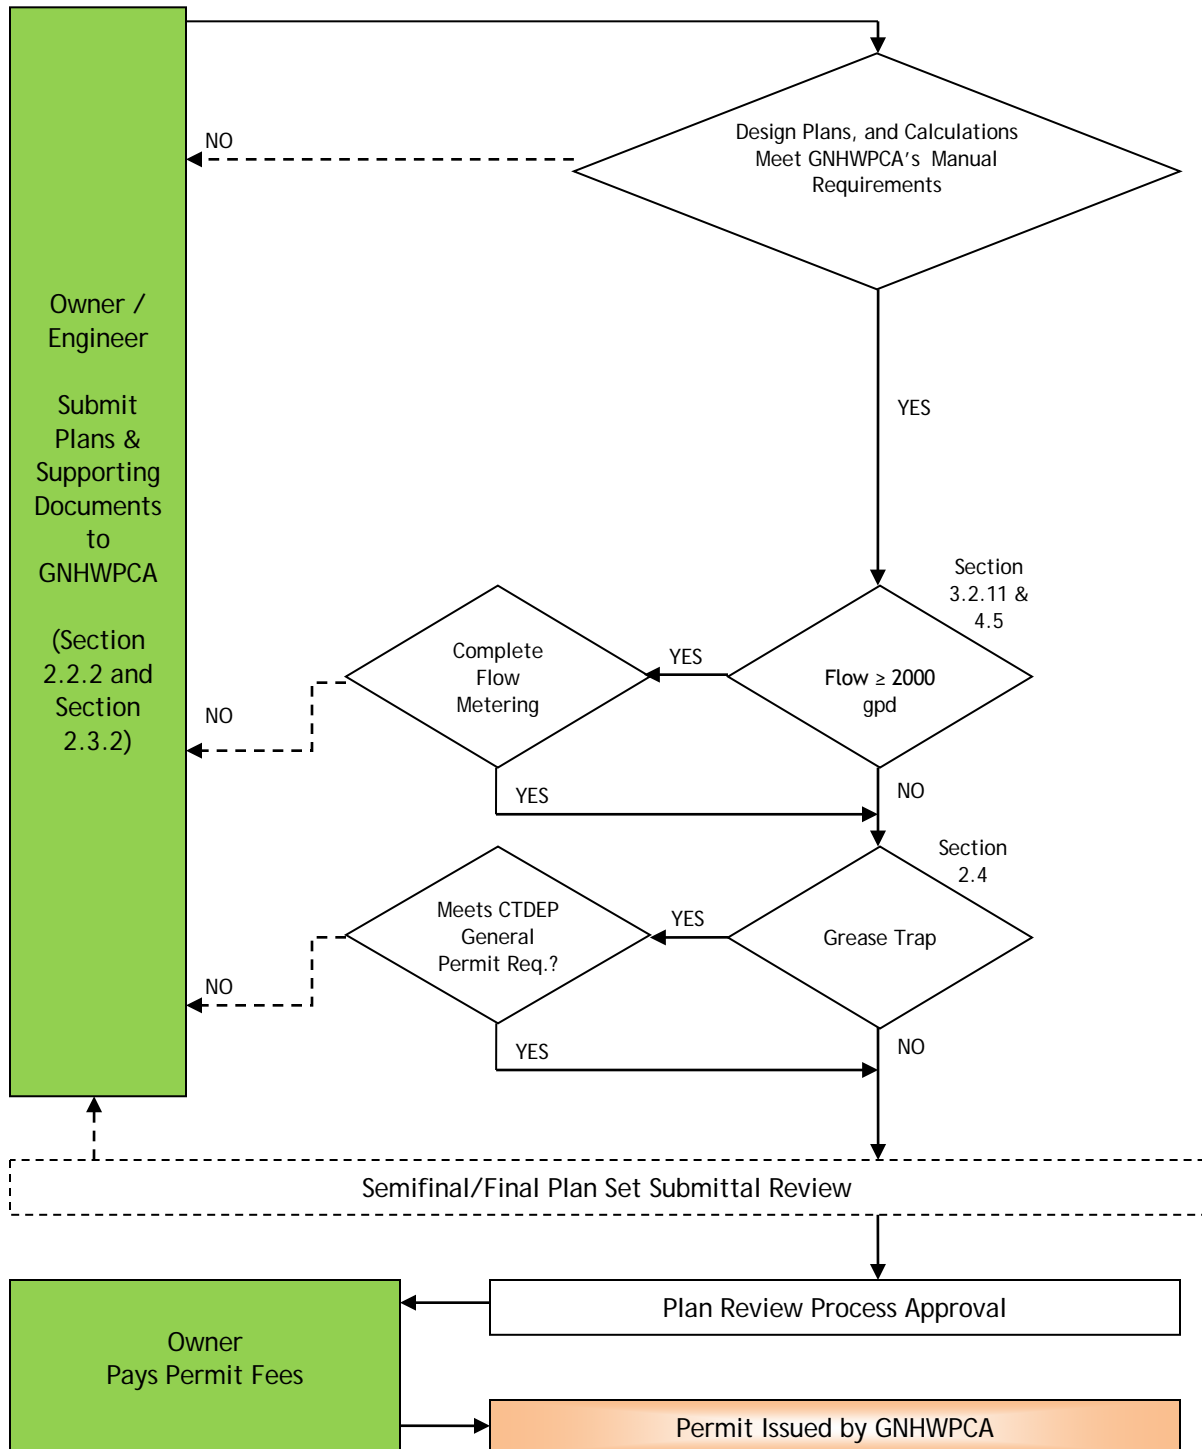 Design Plans, and Calculations
Meet GNHWPCA's Manual
Requirements
NO
Owner /
Engineer
Submit
Plans &
Supporting
Documents
to
GNHWPCA
(Section
2.2.2 and
Section
2.3.2)
YES
Section
3.2.11 &
4.5
Flow ≥ 2000
gpd
YES
Complete
Flow
Metering
NO
YES
NO
Section
2.4
Grease Trap
YES
Meets CTDEP
General
Permit Req.?
NO
YES
NO
Semifinal/Final Plan Set Submittal Review
Plan Review Process Approval
Owner
Pays Permit Fees
Permit Issued by GNHWPCA